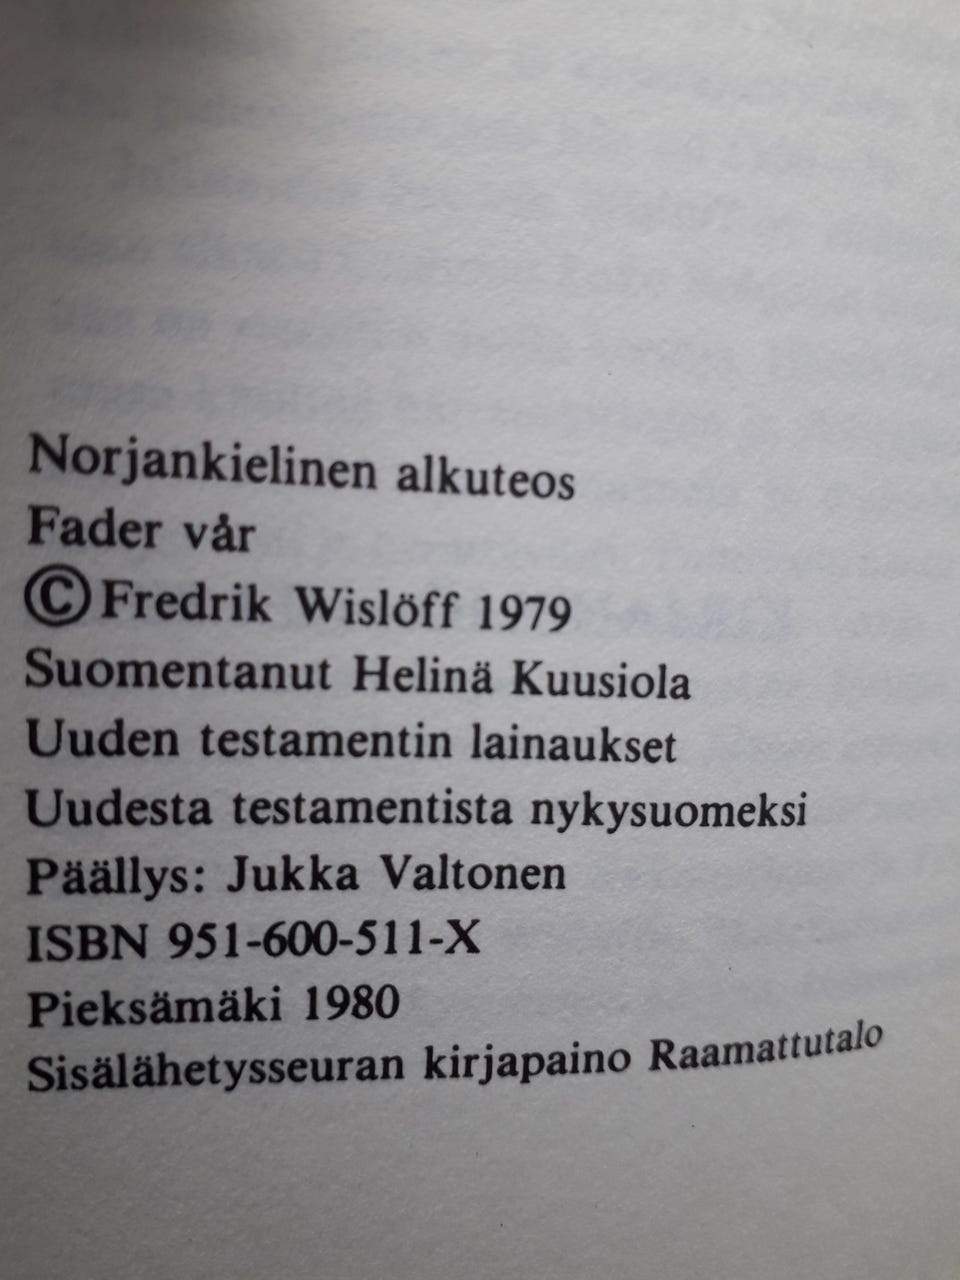 Norjankielinen alkuteos
Fader vår
© Fredrik Wislöff 1979
Suomentanut Helinä Kuusiola
Uuden testamentin lainaukset
Uudesta testamentista nykysuomeksi
Päällys: Jukka Valtonen
ISBN 951-600-511-X
Pieksämäki 1980
Sisälähetysseuran kirjapaino Raamattutalo